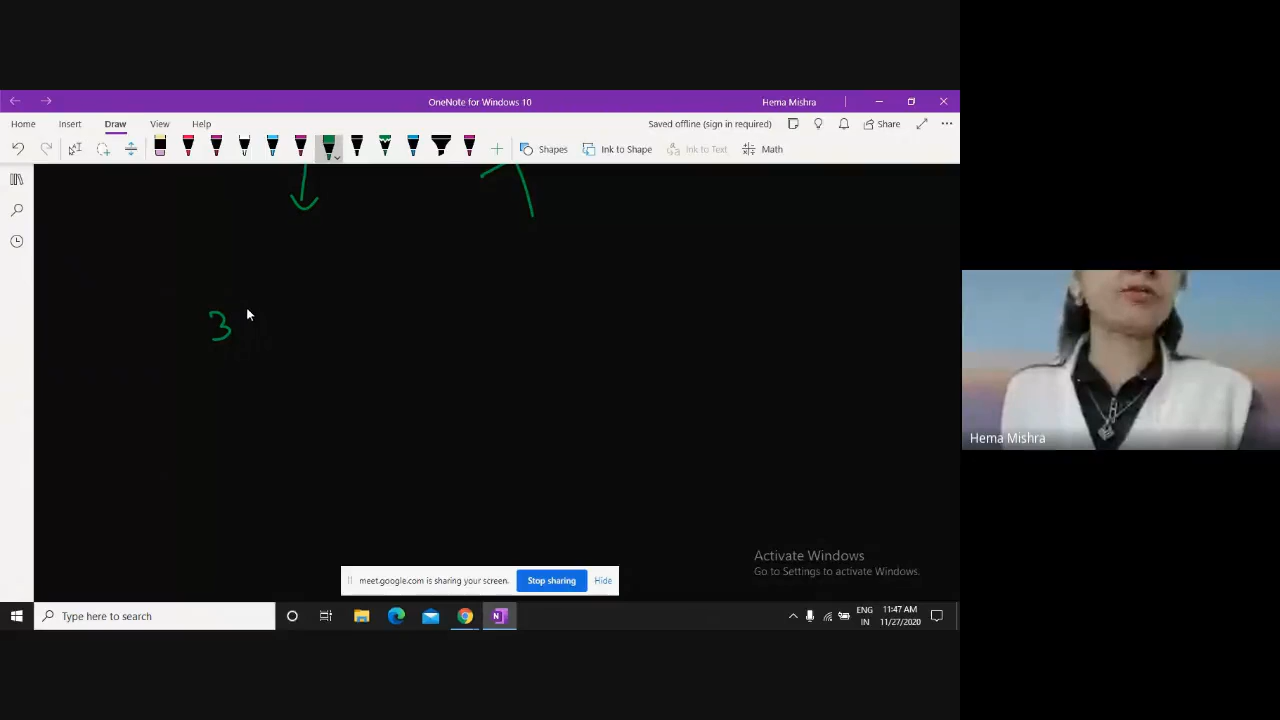 OneNote for Windows 10
Hema Mishra
Home Insert Draw View Help
Saved offline (sign in required)
Share
Shapes
Ink to Shape
Ink to Text
Math
3
Hema Mishra
Activate Windows
Go to Settings to activate Windows.
meet.google.com is sharing your screen.
Stop sharing
Hide
Type here to search
N
ENG
IN
11:47 AM
11/27/2020